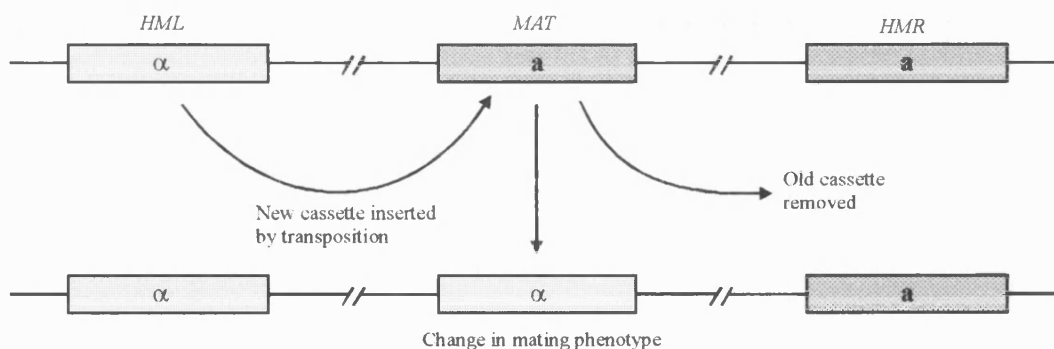 HML MAT HMR
α a a
New cassette inserted
by transposition
Old cassette
removed
α α a
Change in mating phenotype